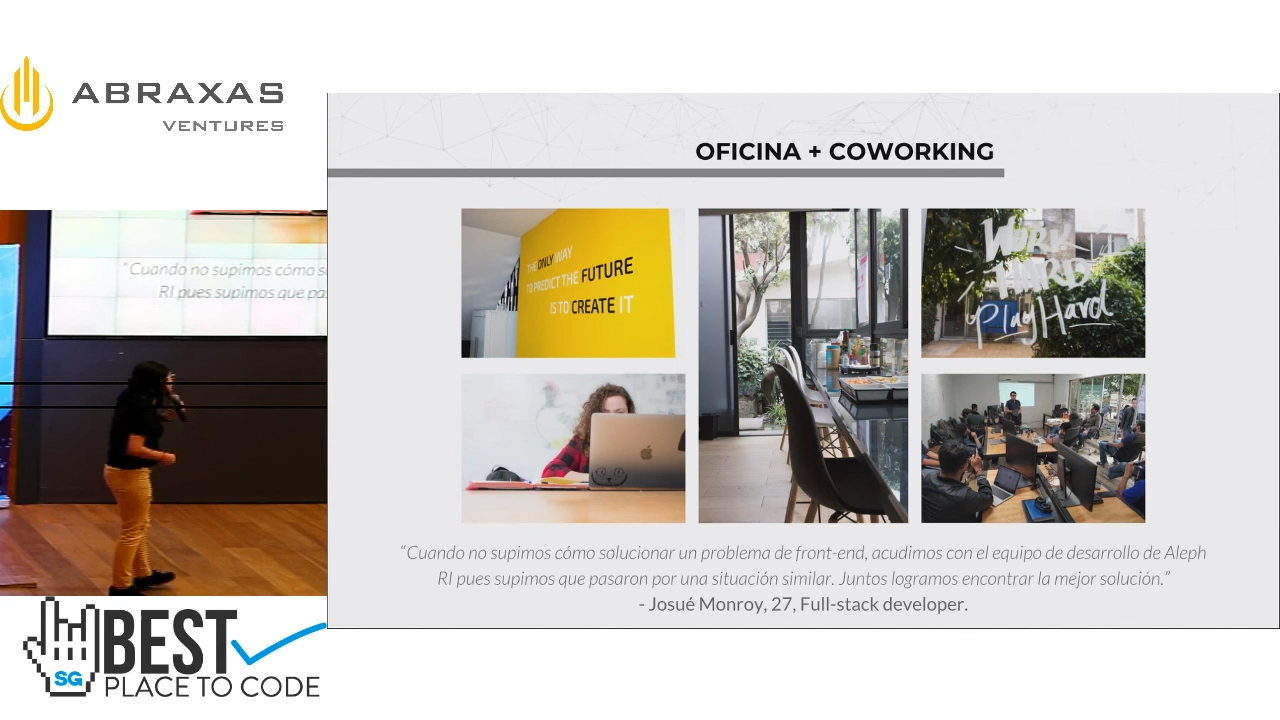 ABRAXAS
VENTURES
OFICINA + COWORKING
THE ONLY WAY
TO PREDICT THE FUTURE
IS TO CREATE IT
WORK
HARD
Play Hard
"Cuando no supimos cómo s
RI pues supimos que pas
"Cuando no supimos cómo solucionar un problema de front-end, acudimos con el equipo de desarrollo de Aleph
RI pues supimos que pasaron por una situación similar. Juntos logramos encontrar la mejor solución."
- Josué Monroy, 27, Full-stack developer.
SG
BEST
PLACE TO CODE